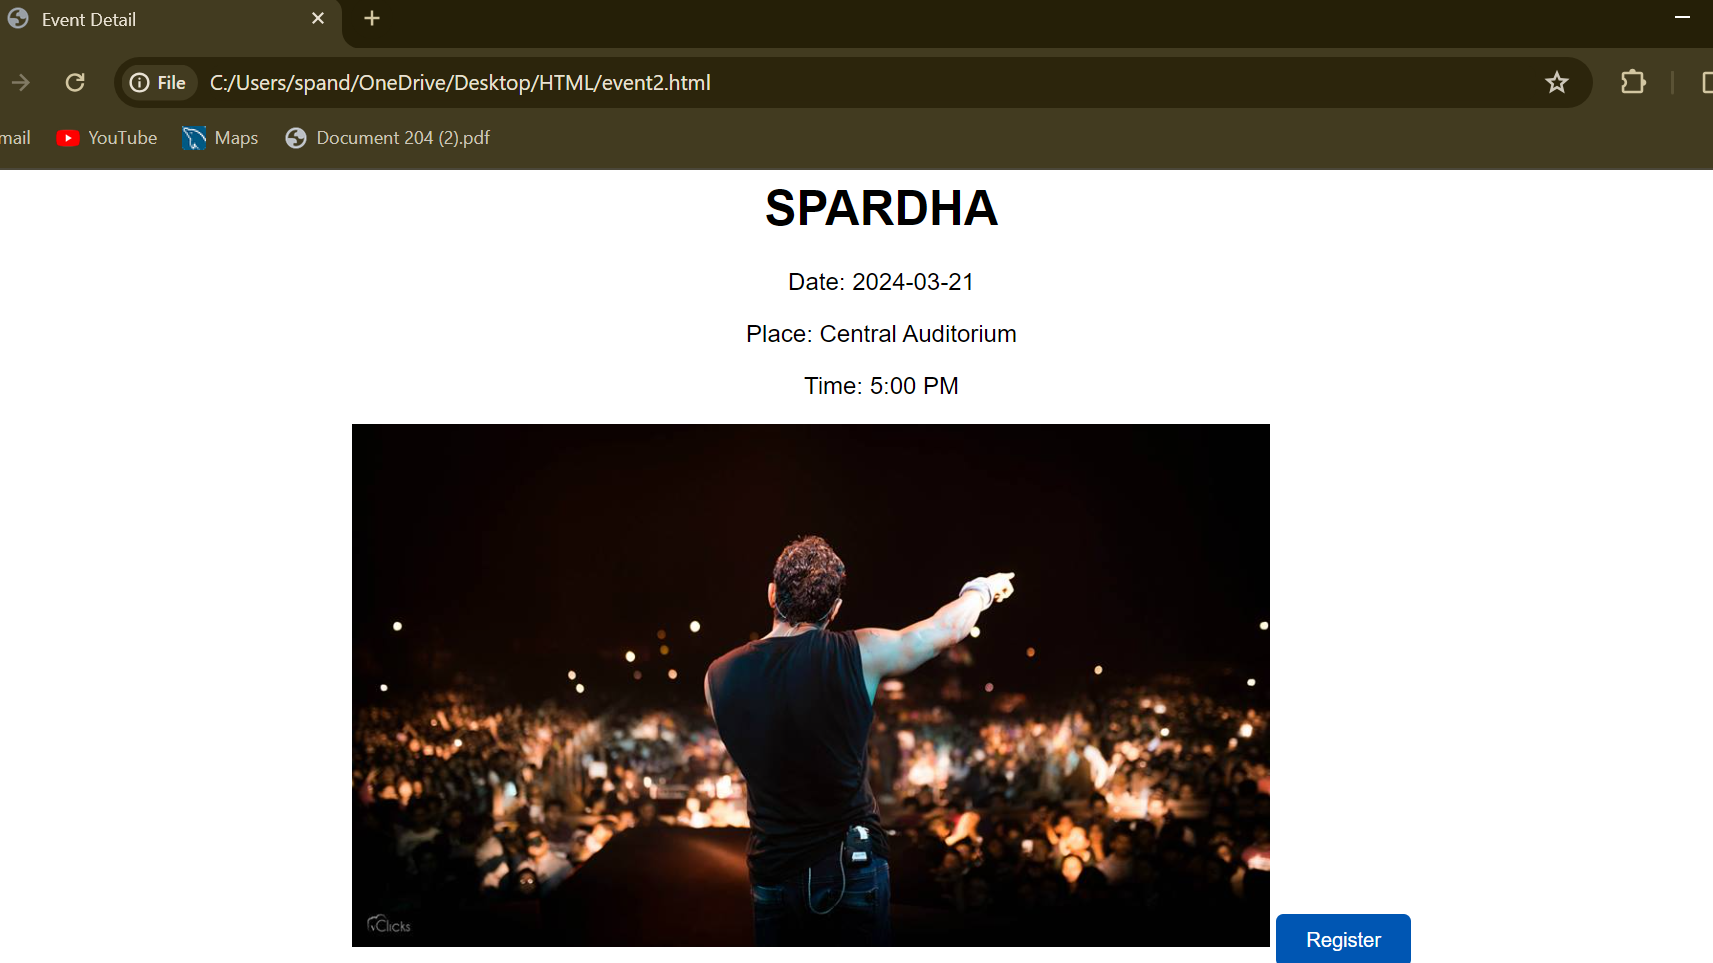 Event Detail
File C:/Users/spand/OneDrive/Desktop/HTML/event2.html
mail YouTube Maps Document 204 (2).pdf
SPARDHA
Date: 2024-03-21
Place: Central Auditorium
Time: 5:00 PM
vClicks
Register